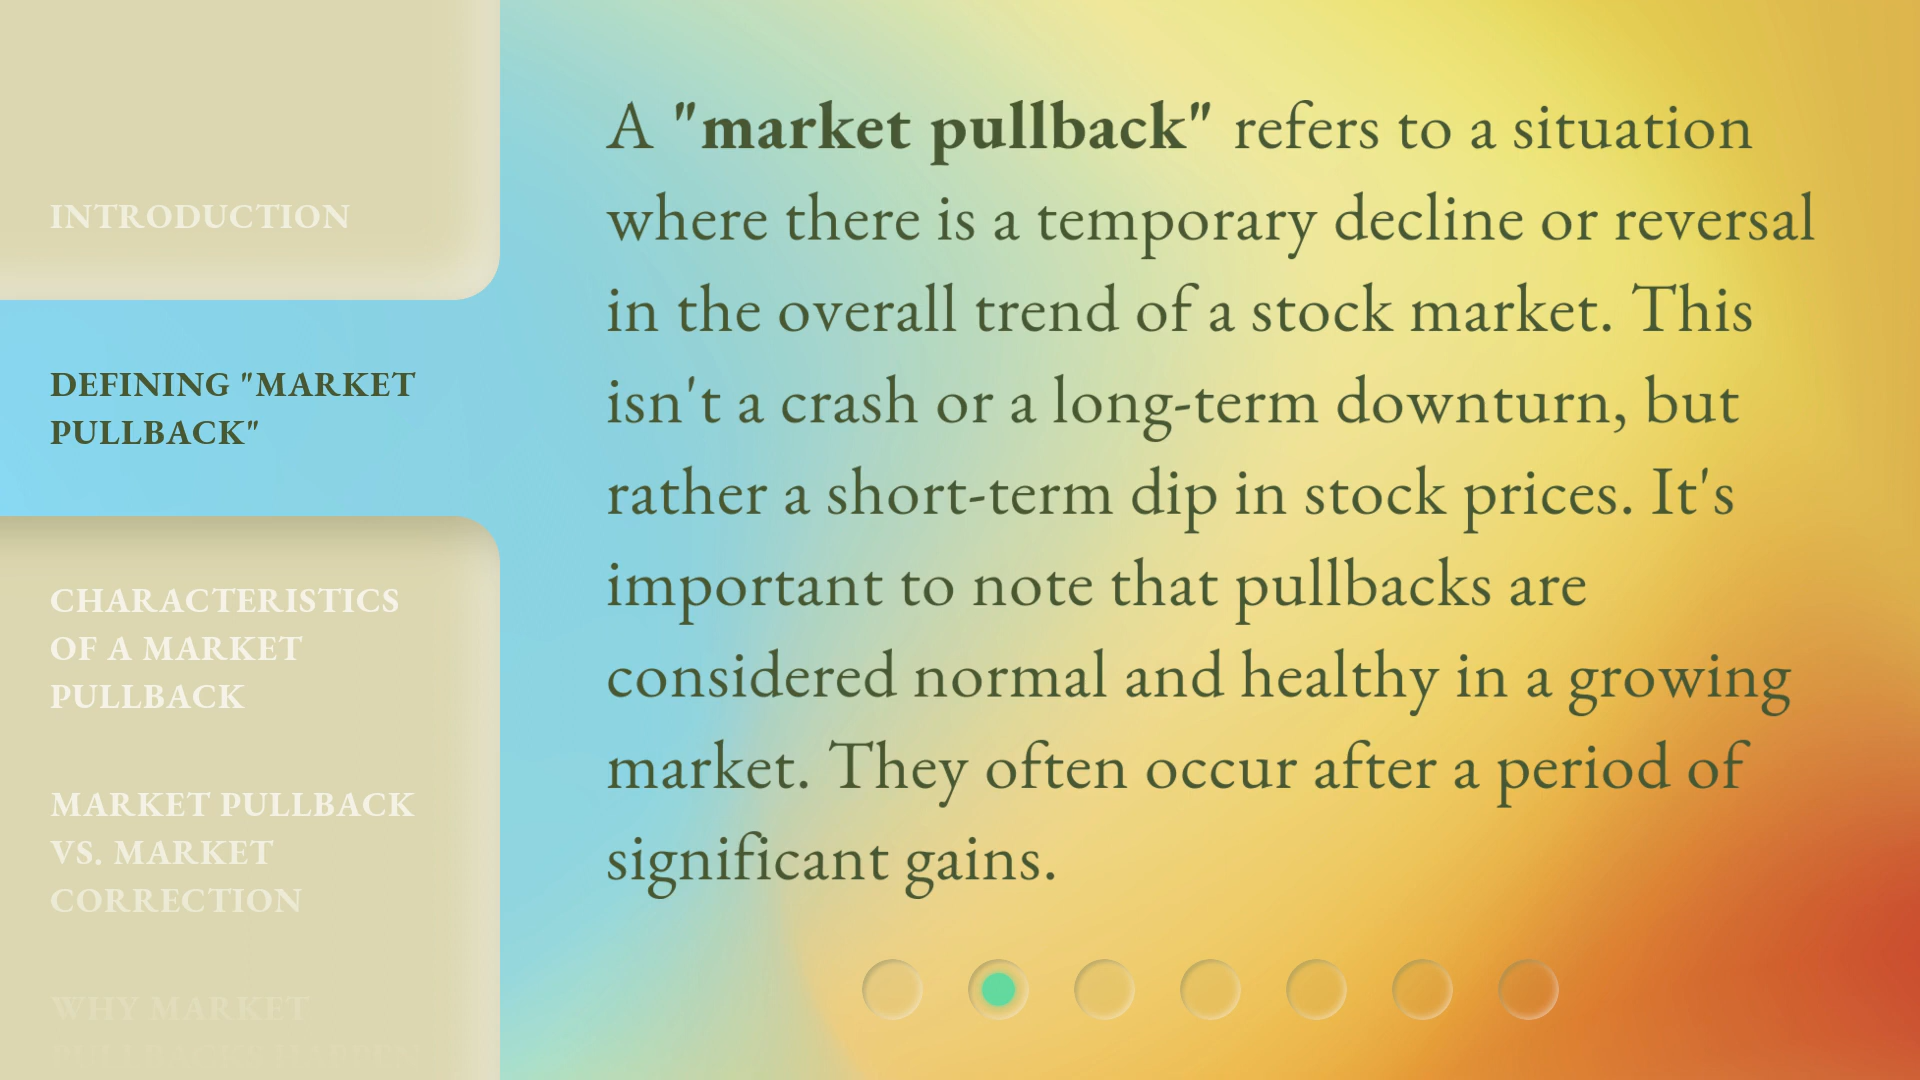 INTRODUCTION
DEFINING "MARKET
PULLBACK"
CHARACTERISTICS
OF A MARKET
PULLBACK
MARKET PULLBACK
VS. MARKET
CORRECTION
WHY MARKET
PULLBACKS HAPPEN
A "market pullback" refers to a situation
where there is a temporary decline or reversal
in the overall trend of a stock market. This
isn't a crash or a long-term downturn, but
rather a short-term dip in stock prices. It's
important to note that pullbacks are
considered normal and healthy in a growing
market. They often occur after a period of
significant gains.